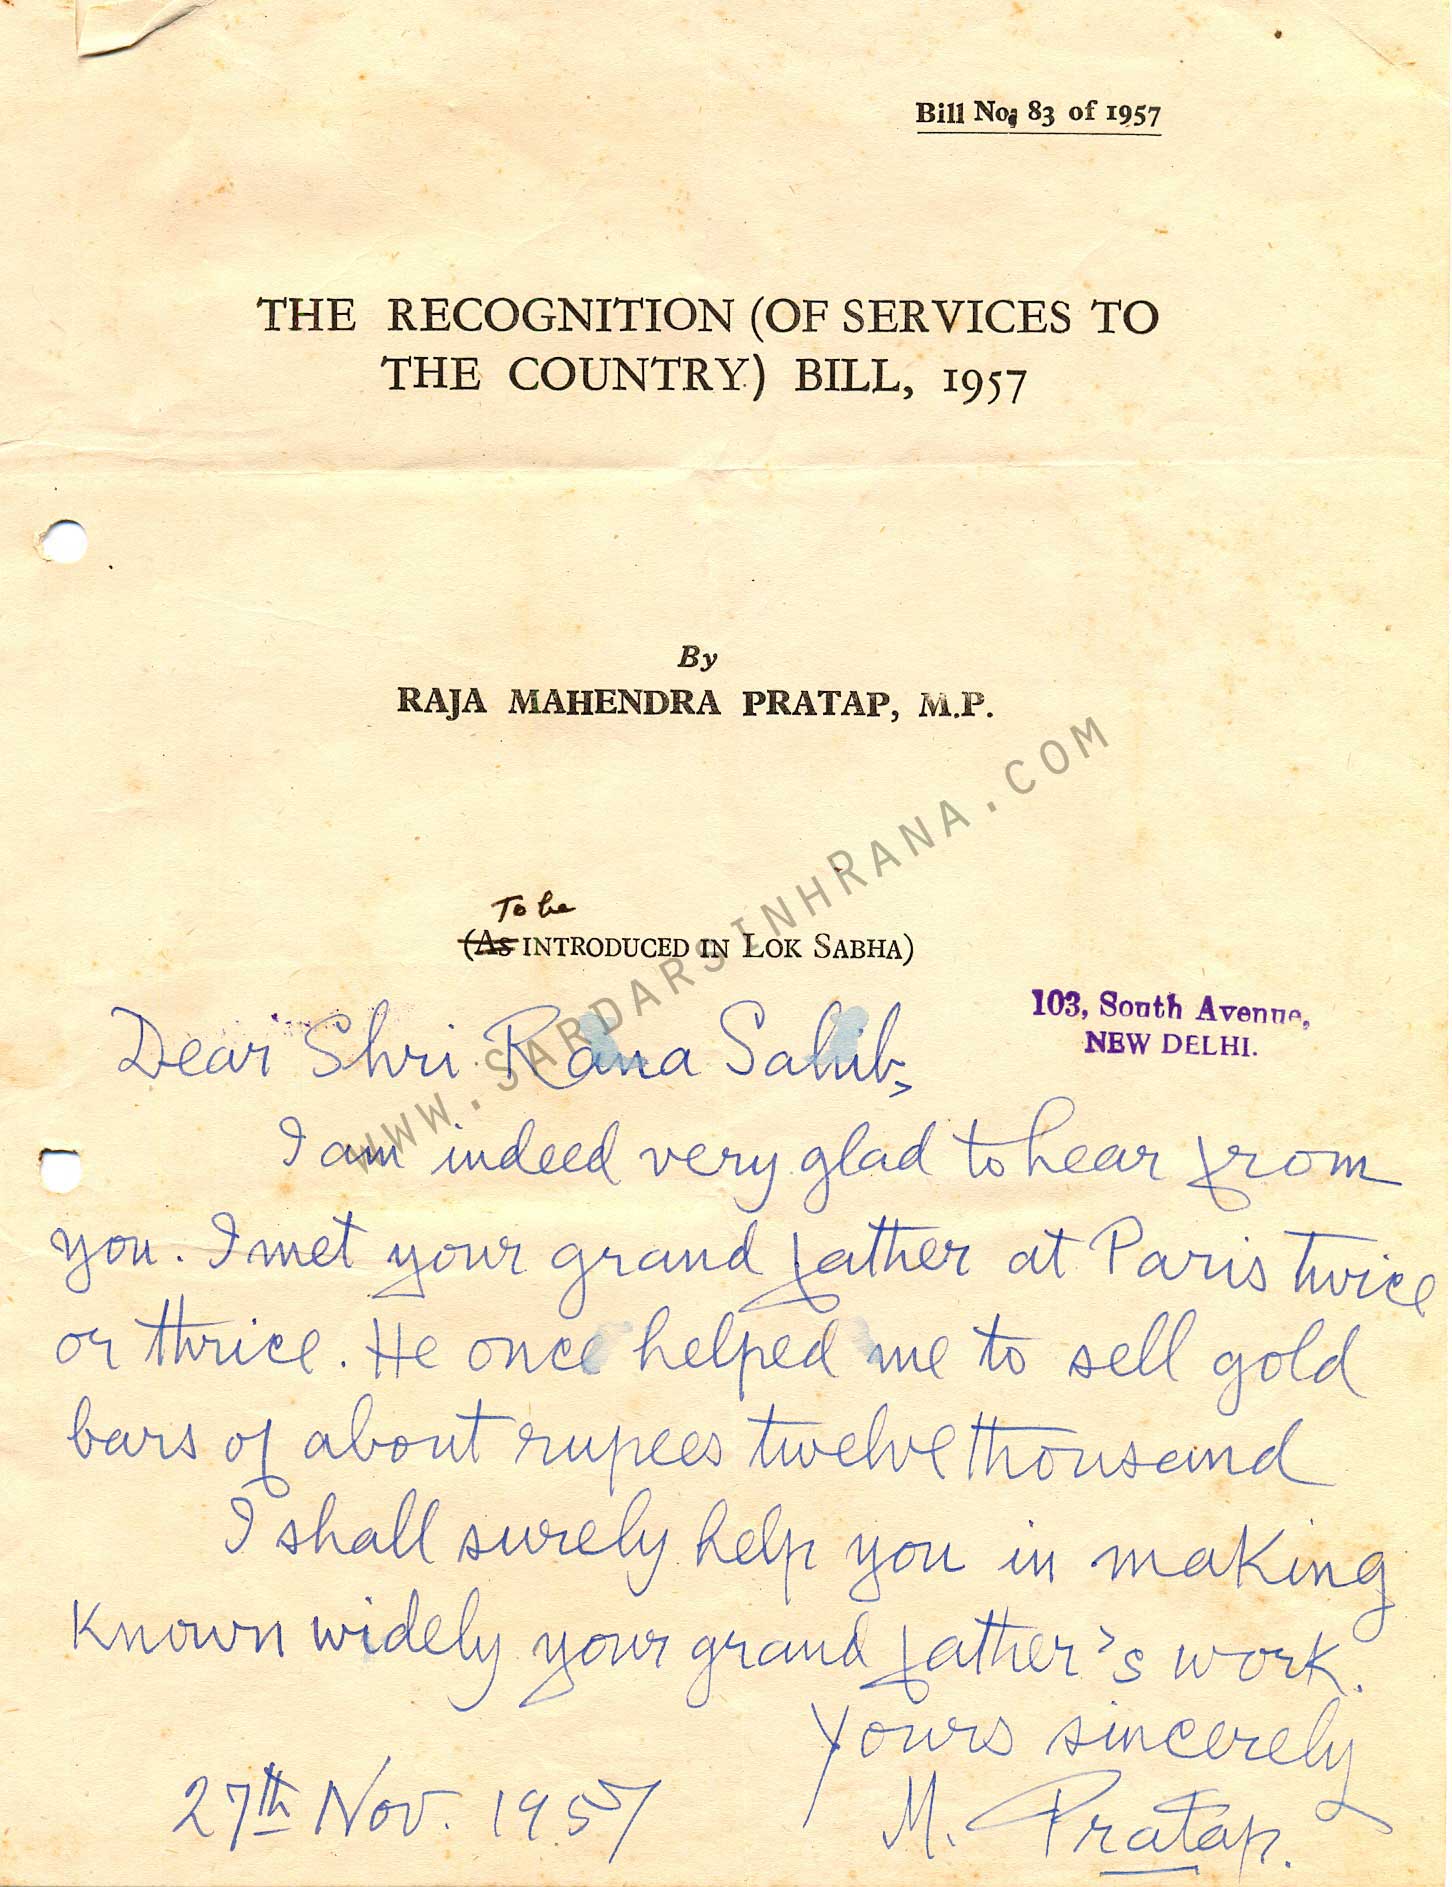 Bill No. 83 of 1957
THE RECOGNITION (OF SERVICES TO
THE COUNTRY) BILL, 1957
By
RAJA MAHENDRA PRATAP, M.P.
To be
(As INTRODUCED IN LOK SABHA)
103, South Avenue,
NEW DELHI.
Dear Shri Rana Sahib,
I am indeed very glad to hear from
you. I met your grand father at Paris twice
or thrice. He once helped me to sell gold
bars of about rupees twelve thousand
I shall surely help you in making
known widely your grand father's work.
Yours sincerely
27th Nov. 1957
M. Pratap.
WWW.SARDARSINHRANA.COM